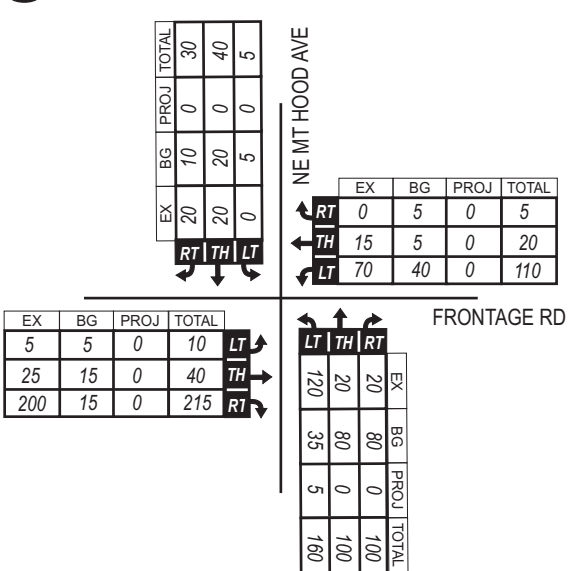 TOTAL 30 40 5
PROJ 0 0 0
BG 10 20 5
EX 20 20 0
RT TH LT
NE MT HOOD AVE
EX BG PROJ TOTAL
RT 0 5 0 5
TH 15 5 0 20
LT 70 40 0 110
FRONTAGE RD
EX BG PROJ TOTAL
5 5 0 10 LT
25 15 0 40 TH
200 15 0 215 RT
LT TH RT
120 20 20 EX
35 80 80 BG
5 0 0 PROJ
160 100 100 TOTAL